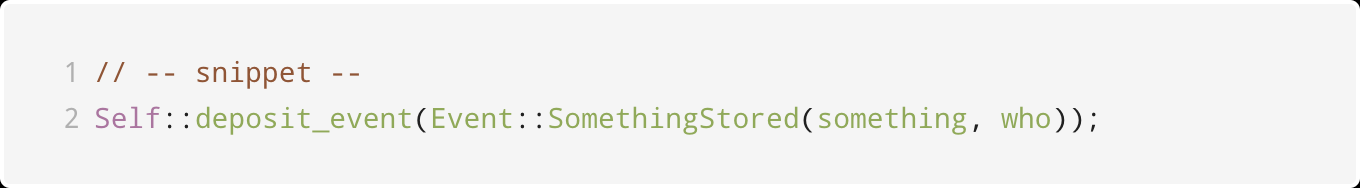 1 // -- snippet --
2 Self::deposit_event(Event::SomethingStored(something, who));